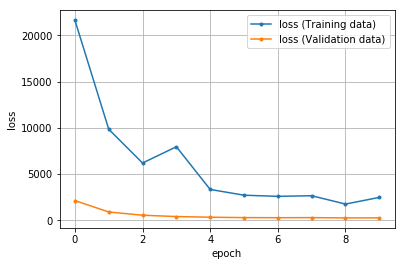 loss (Training data)
loss (Validation data)
20000
15000
10000
5000
0
loss
0 2 4 6 8
epoch